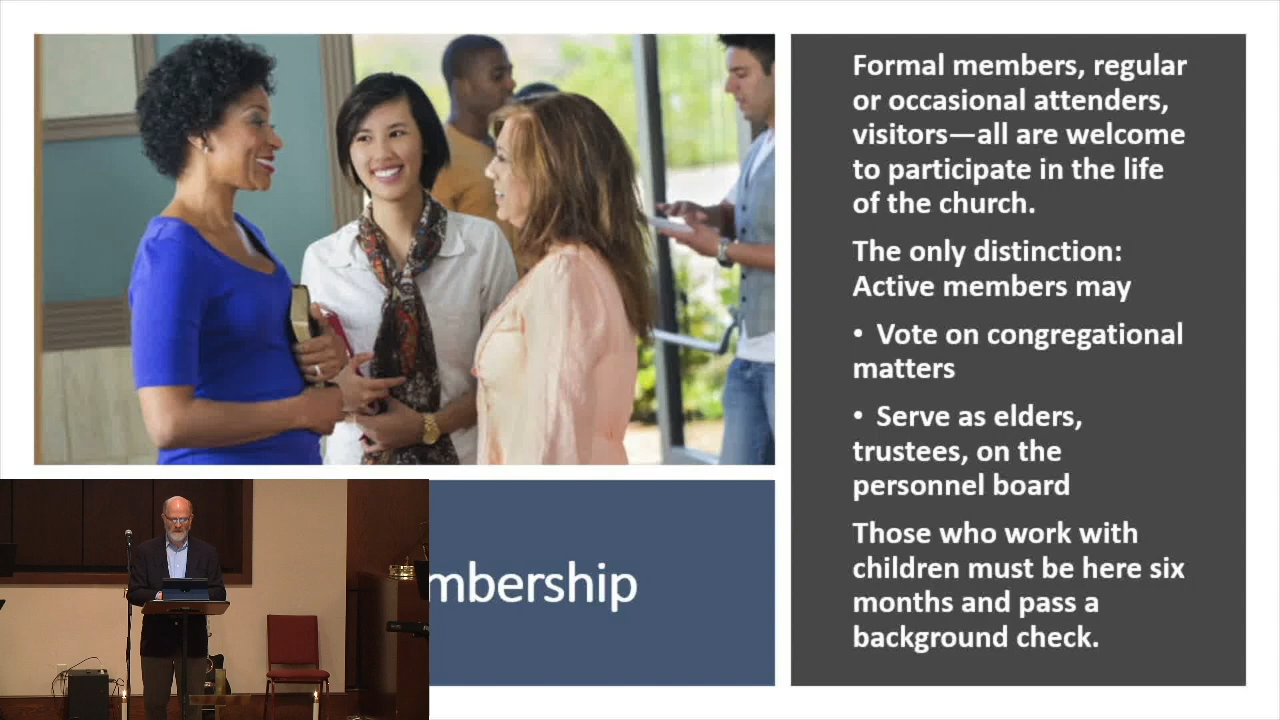 Formal members, regular
or occasional attenders,
visitors—all are welcome
to participate in the life
of the church.
The only distinction:
Active members may
• Vote on congregational
matters
• Serve as elders,
trustees, on the
personnel board
Those who work with
children must be here six
months and pass a
background check.
mbership